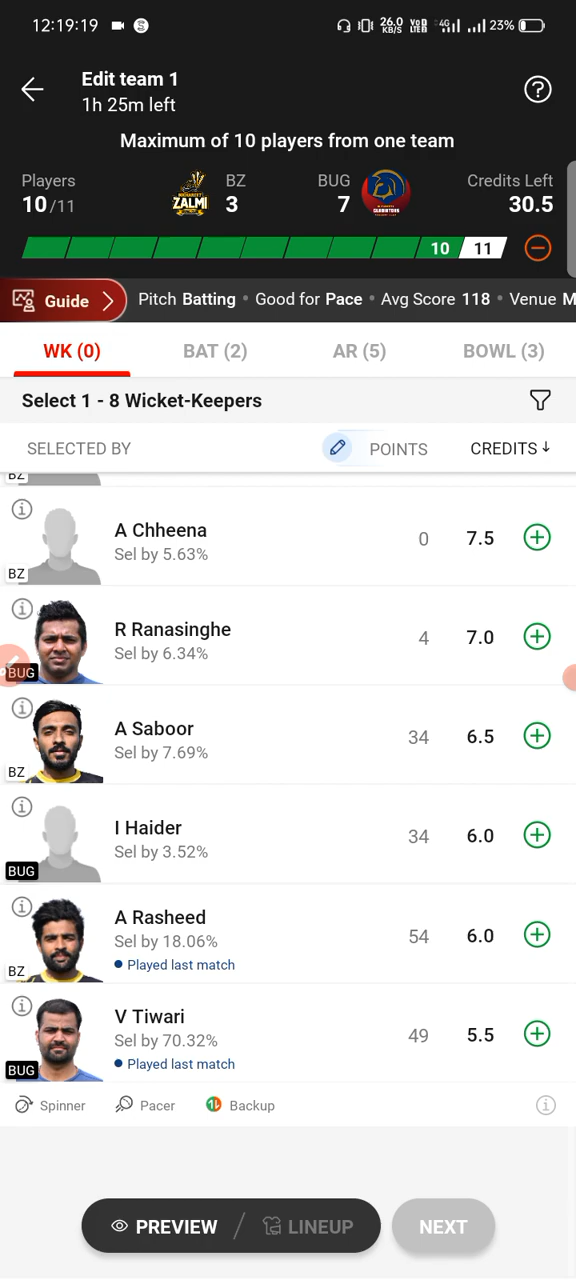 12:19:19 26.0 KB/S VoD LTE 4G 23%
Edit team 1
1h 25m left
Maximum of 10 players from one team
Players BZ BUG Credits Left
10/11 ZALMI 3 7 30.5
10 11
Guide Pitch Batting • Good for Pace • Avg Score 118 • Venue M
WK (0) BAT (2) AR (5) BOWL (3)
Select 1 - 8 Wicket-Keepers
SELECTED BY POINTS CREDITS↓
BZ
A Chheena
Sel by 5.63% 0 7.5
BZ
R Ranasinghe
Sel by 6.34% 4 7.0
BUG
A Saboor
Sel by 7.69% 34 6.5
BZ
I Haider
Sel by 3.52% 34 6.0
BUG
A Rasheed
Sel by 18.06% 54 6.0
Played last match
BZ
V Tiwari
Sel by 70.32% 49 5.5
Played last match
BUG
Spinner Pacer Backup
PREVIEW / LINEUP NEXT